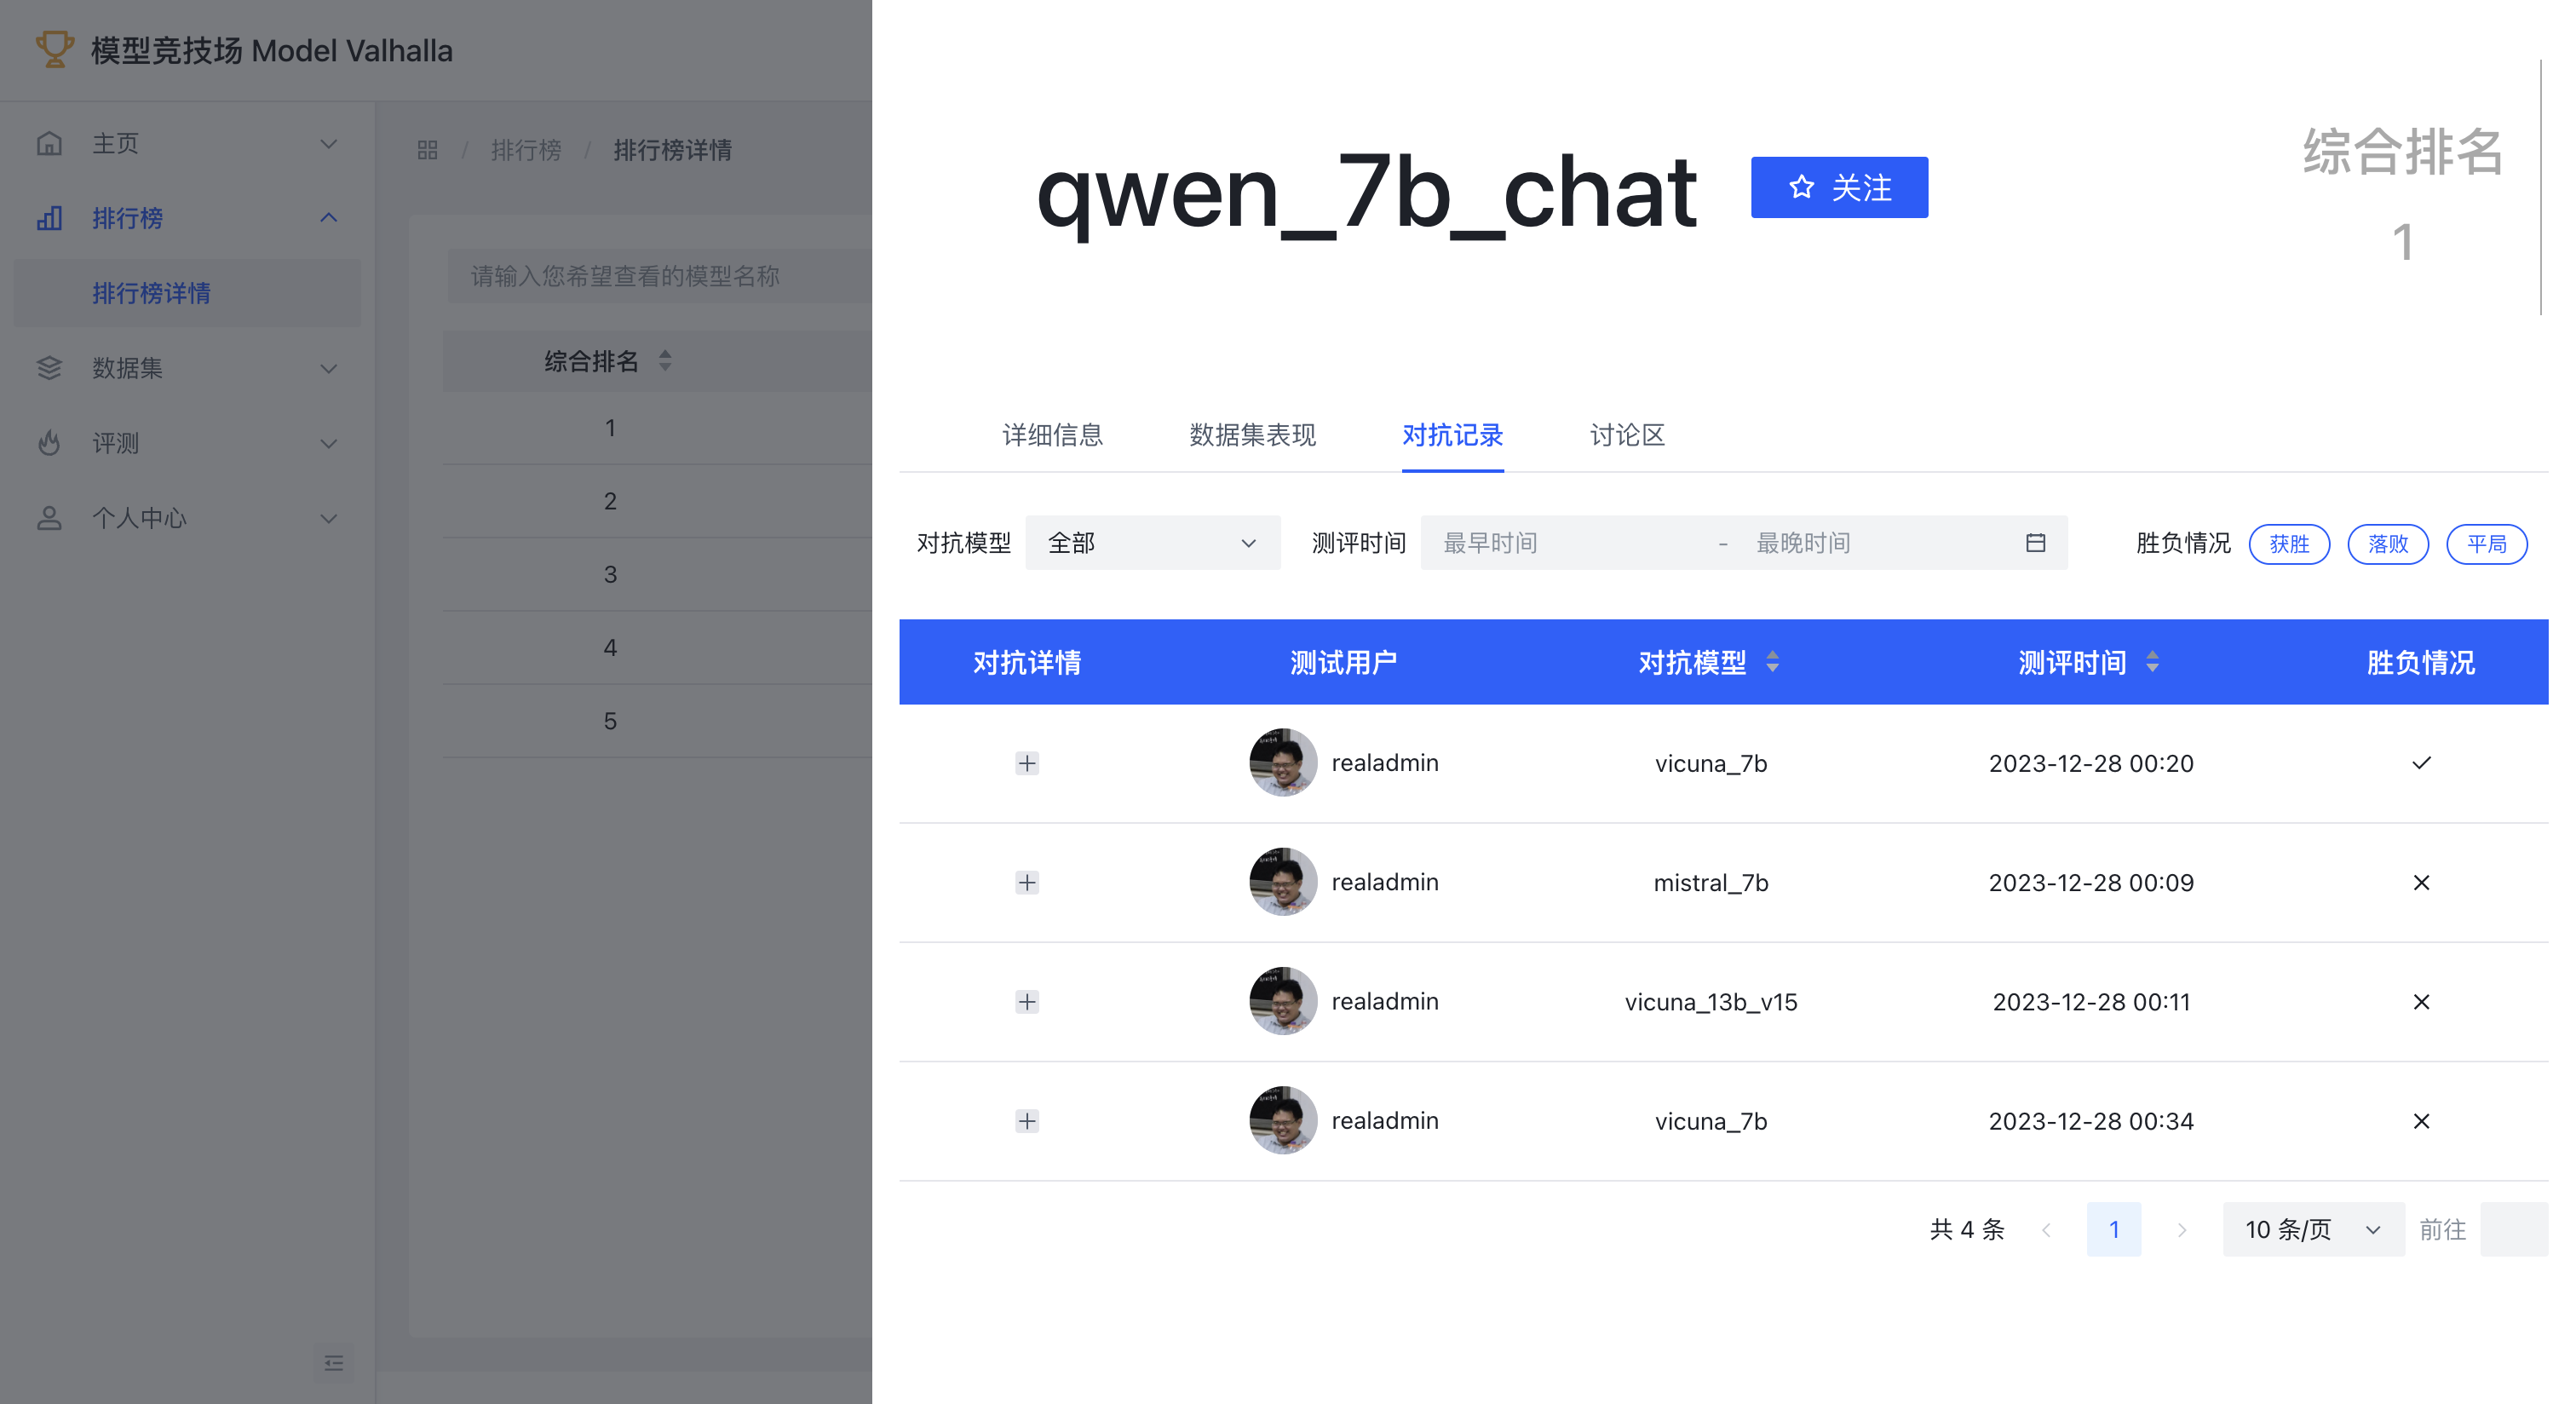 模型竞技场 Model Valhalla
主页
排行榜
排行榜详情
数据集
评测
个人中心
/ 排行榜 / 排行榜详情
请输入您希望查看的模型名称
综合排名
1
2
3
4
5
qwen_7b_chat
关注
综合排名
1
详细信息 数据集表现 对抗记录 讨论区
对抗模型 全部 测评时间 最早时间 - 最晚时间 胜负情况 获胜 落败 平局
对抗详情 测试用户 对抗模型 测评时间 胜负情况
realadmin vicuna_7b 2023-12-28 00:20
realadmin mistral_7b 2023-12-28 00:09
realadmin vicuna_13b_v15 2023-12-28 00:11
realadmin vicuna_7b 2023-12-28 00:34
共 4 条 1 10 条/页 前往